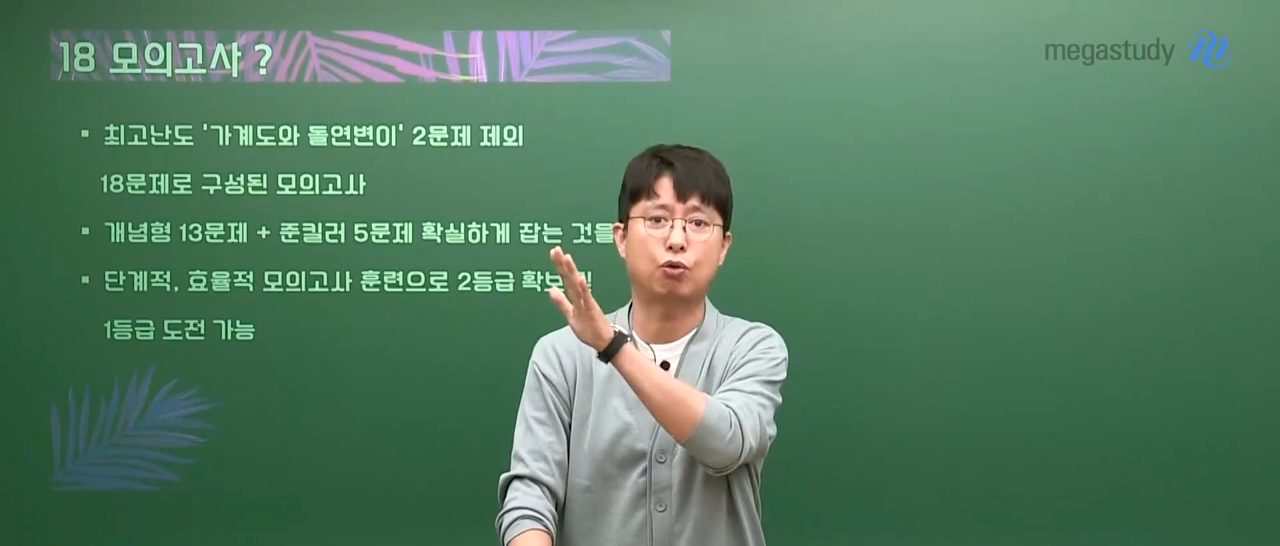 18 모의고사 ?
megastudy
▪ 최고난도 '가계도와 돌연변이' 2문제 제외
18문제로 구성된 모의고사
▪ 개념형 13문제 + 준킬러 5문제 확실하게 잡는 것을
▪ 단계적, 효율적 모의고사 훈련으로 2등급
1등급 도전 가능